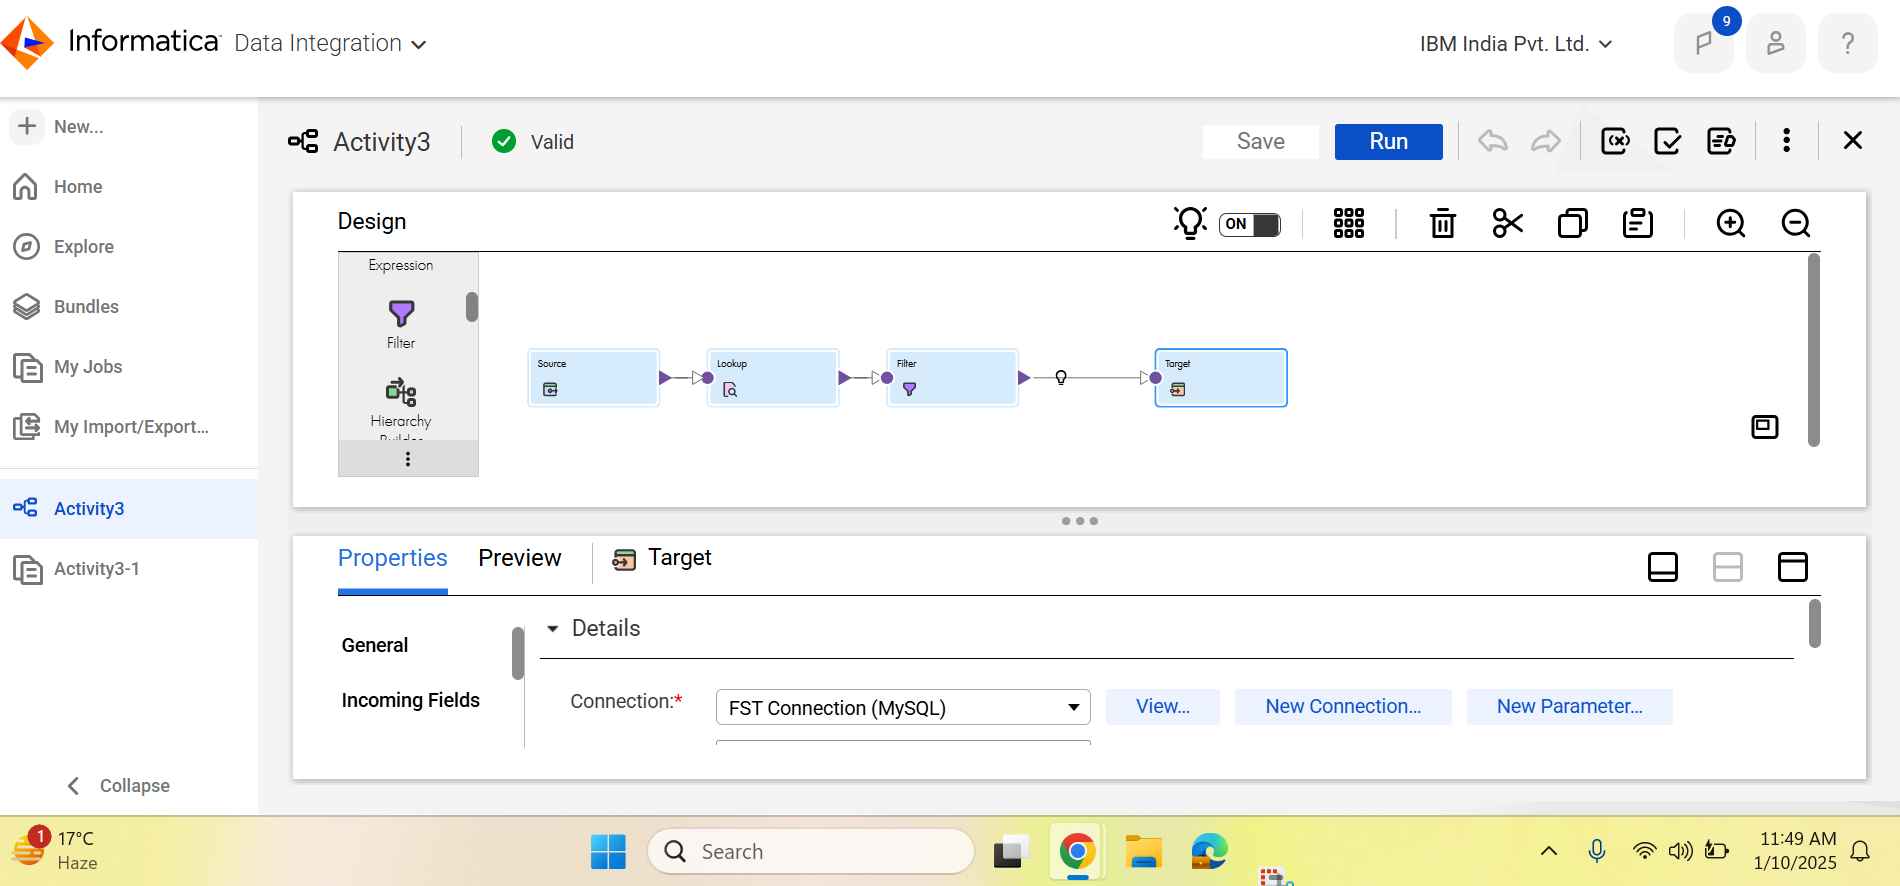 Informatica Data Integration
IBM India Pvt. Ltd.
9
?
New...
Home
Explore
Bundles
My Jobs
My Import/Export...
Activity3
Activity3-1
Collapse
Activity3
Valid
Save
Run
Design
ON
Expression
Filter
Hierarchy
Builder
Source
Lookup
Filter
Target
Properties
Preview
Target
General
Incoming Fields
Details
Connection:*
FST Connection (MySQL)
View...
New Connection...
New Parameter...
1
17°C
Haze
Search
11:49 AM
1/10/2025